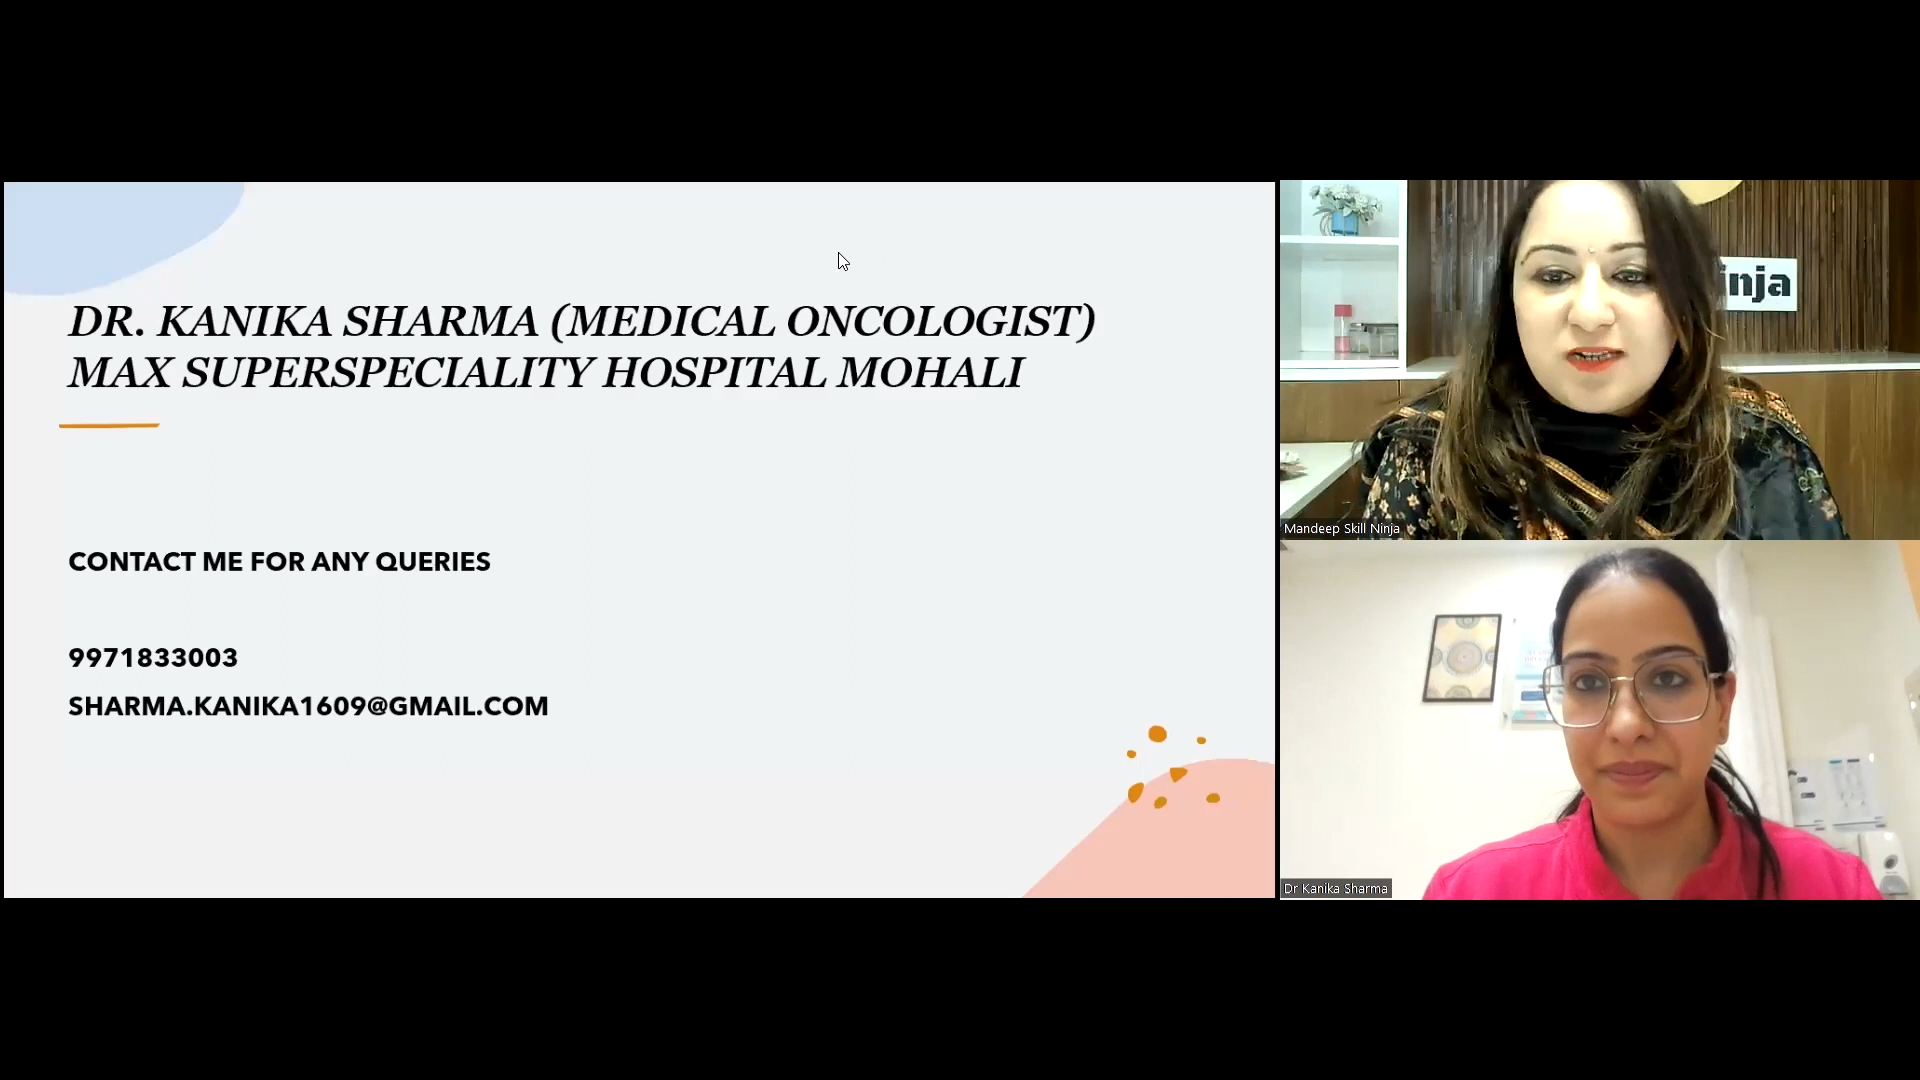 DR. KANIKA SHARMA (MEDICAL ONCOLOGIST)
MAX SUPERSPECIALITY HOSPITAL MOHALI
CONTACT ME FOR ANY QUERIES
9971833003
SHARMA.KANIKA1609@GMAIL.COM
inja
Mandeep Skill Ninja
Dr Kanika Sharma